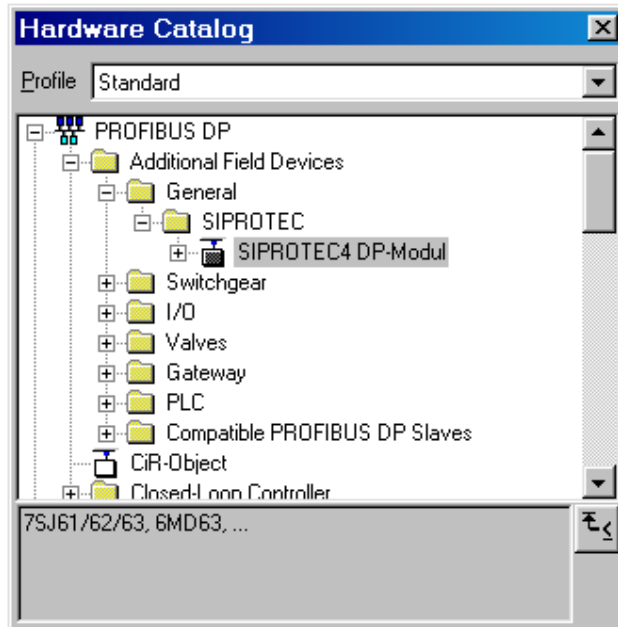 Hardware Catalog
Profile Standard
PROFIBUS DP
Additional Field Devices
General
SIPROTEC
SIPROTEC4 DP-Modul
Switchgear
I/O
Valves
Gateway
PLC
Compatible PROFIBUS DP Slaves
CiR-Object
Closed-Loop Controller
7SJ61/62/63, 6MD63, ...